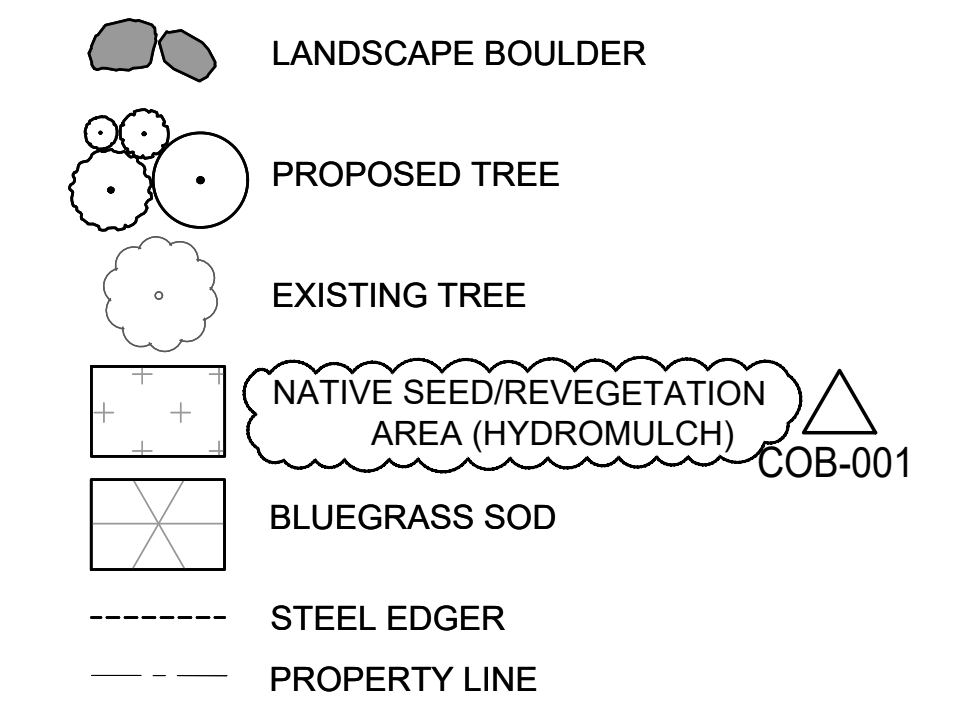 LANDSCAPE BOULDER
PROPOSED TREE
EXISTING TREE
NATIVE SEED/REVEGETATION
AREA (HYDROMULCH)
COB-001
BLUEGRASS SOD
STEEL EDGER
PROPERTY LINE